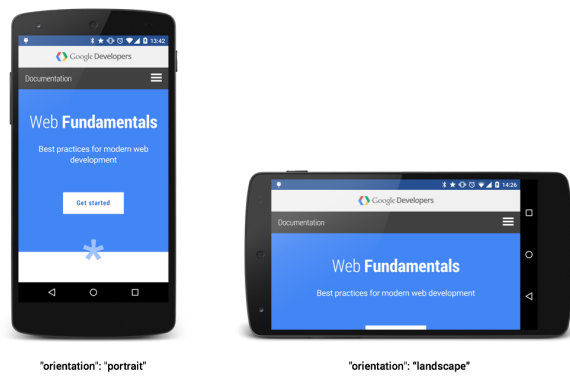 13:42
Google Developers
Documentation
Web Fundamentals
Best practices for modern web
development
Get started
*
"orientation": "portrait"
14:26
Google Developers
Documentation
Web Fundamentals
Best practices for modern web development
"orientation": "landscape"